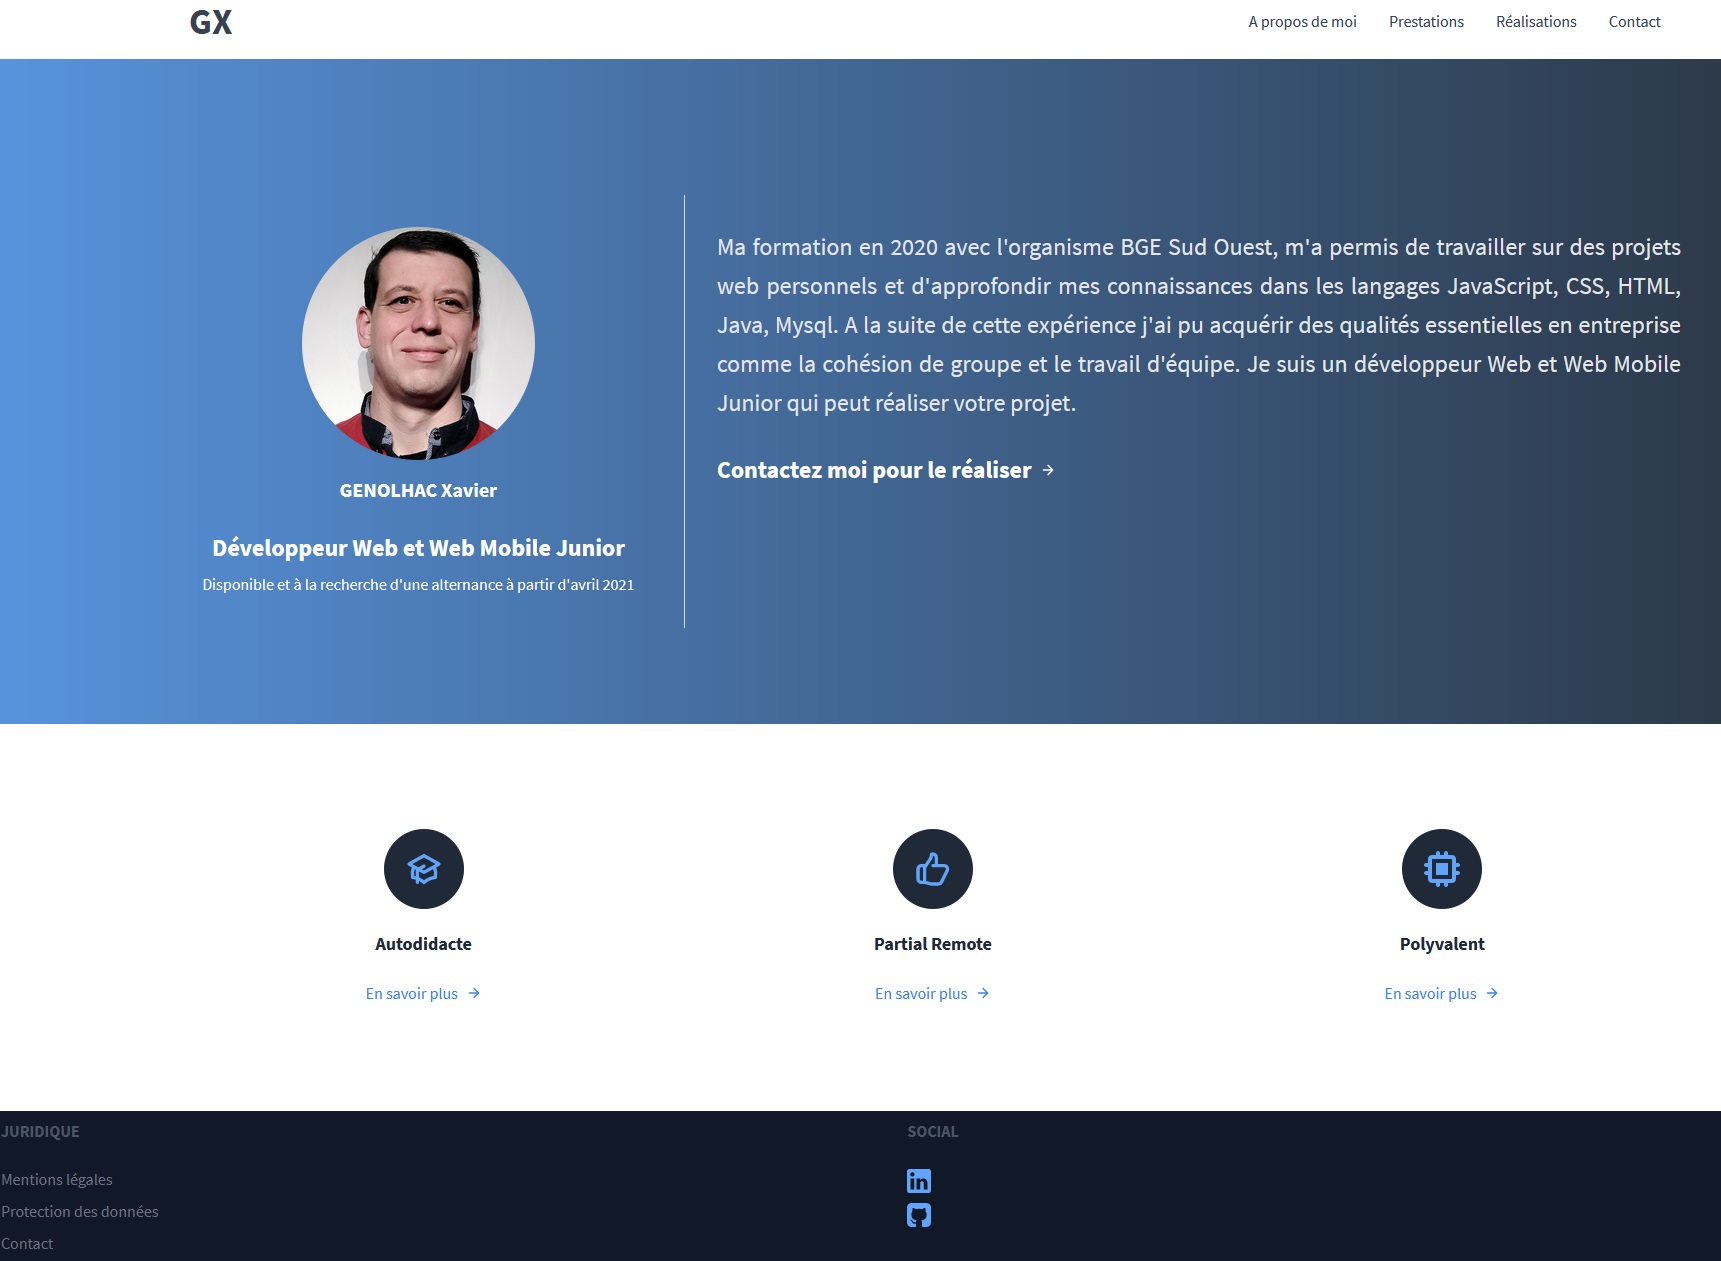 GX
A propos de moi
Prestations
Réalisations
Contact
GENOLHAC Xavier
Développeur Web et Web Mobile Junior
Disponible et à la recherche d'une alternance à partir d'avril 2021
Ma formation en 2020 avec l'organisme BGE Sud Ouest, m'a permis de travailler sur des projets
web personnels et d'approfondir mes connaissances dans les langages JavaScript, CSS, HTML,
Java, Mysql. A la suite de cette expérience j'ai pu acquérir des qualités essentielles en entreprise
comme la cohésion de groupe et le travail d'équipe. Je suis un développeur Web et Web Mobile
Junior qui peut réaliser votre projet.
Contactez moi pour le réaliser →
Autodidacte
En savoir plus →
Partial Remote
En savoir plus →
Polyvalent
En savoir plus →
JURIDIQUE
Mentions légales
Protection des données
Contact
SOCIAL
in